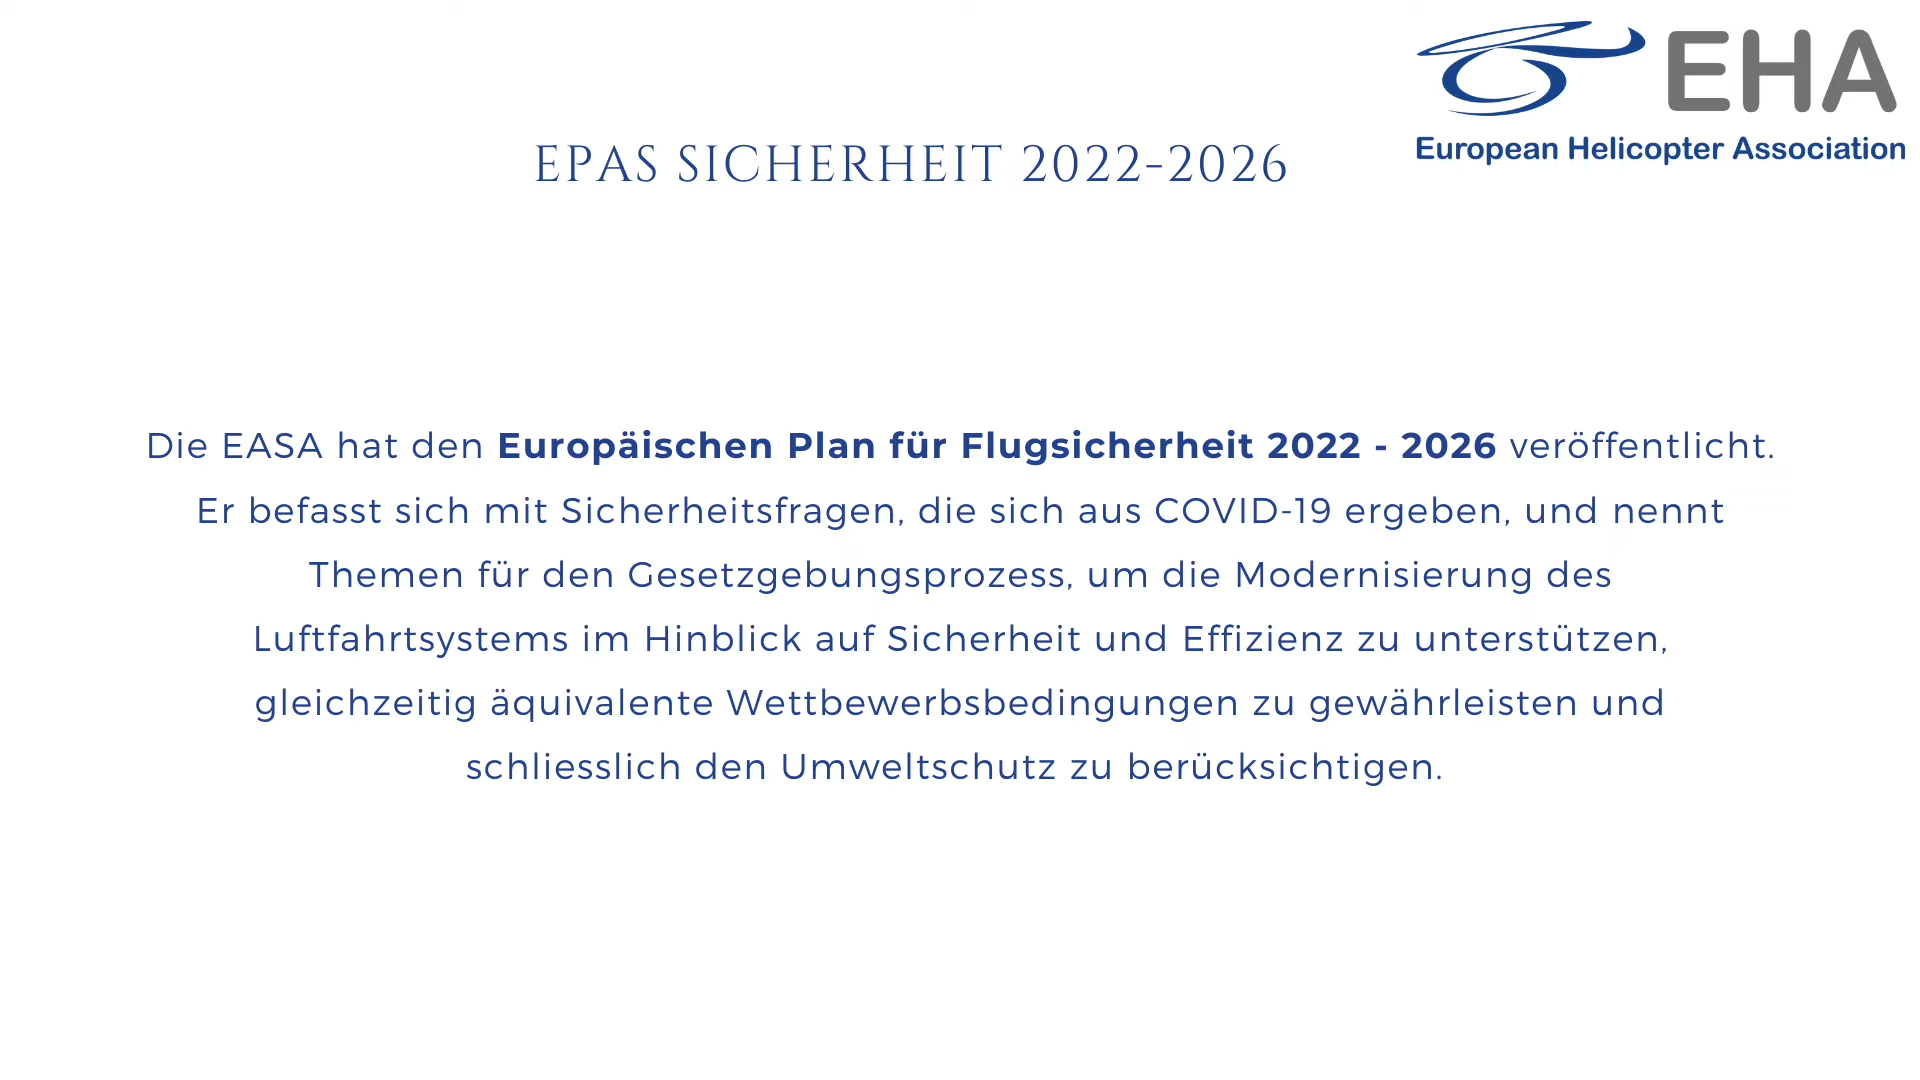 EHA
European Helicopter Association
EPAS SICHERHEIT 2022-2026
Die EASA hat den Europäischen Plan für Flugsicherheit 2022 - 2026 veröffentlicht.
Er befasst sich mit Sicherheitsfragen, die sich aus COVID-19 ergeben, und nennt
Themen für den Gesetzgebungsprozess, um die Modernisierung des
Luftfahrtsystems im Hinblick auf Sicherheit und Effizienz zu unterstützen,
gleichzeitig äquivalente Wettbewerbsbedingungen zu gewährleisten und
schliesslich den Umweltschutz zu berücksichtigen.